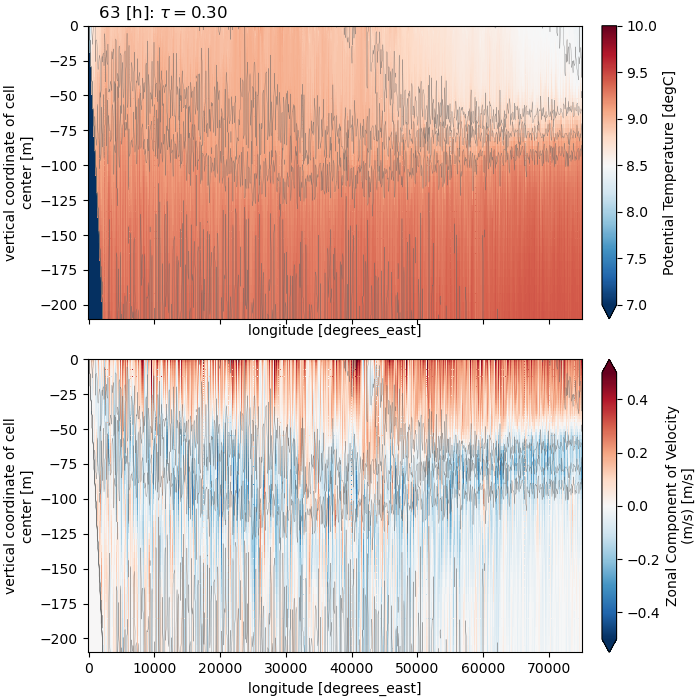 63 [h]: τ = 0.30
0
−25
−50
−75
−100
−125
−150
−175
−200
vertical coordinate of cell
center [m]
longitude [degrees_east]
10.0
9.5
9.0
8.5
8.0
7.5
7.0
Potential Temperature [degC]
0
−25
−50
−75
−100
−125
−150
−175
−200
vertical coordinate of cell
center [m]
0 10000 20000 30000 40000 50000 60000 70000
longitude [degrees_east]
0.4
0.2
0.0
−0.2
−0.4
Zonal Component of Velocity
(m/s) [m/s]